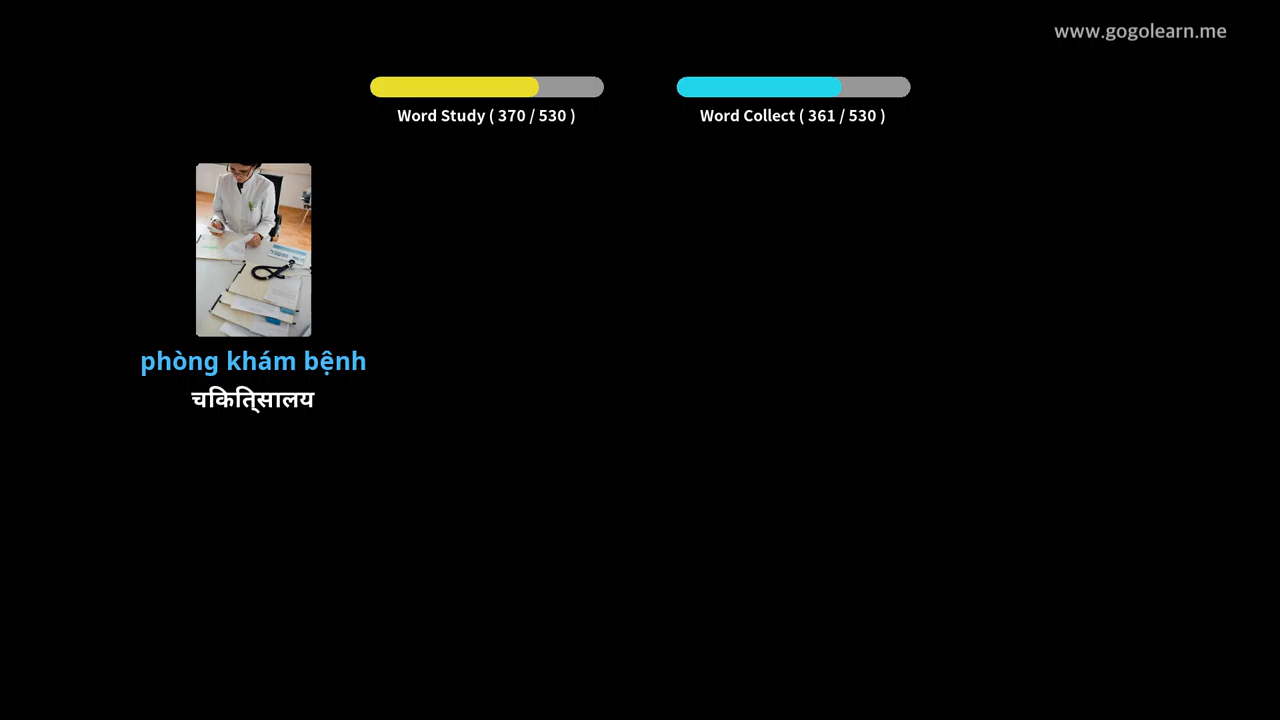 www.gogolearn.me
Word Study ( 370 / 530 )
Word Collect ( 361 / 530 )
phòng khám bệnh
चिकित्सालय